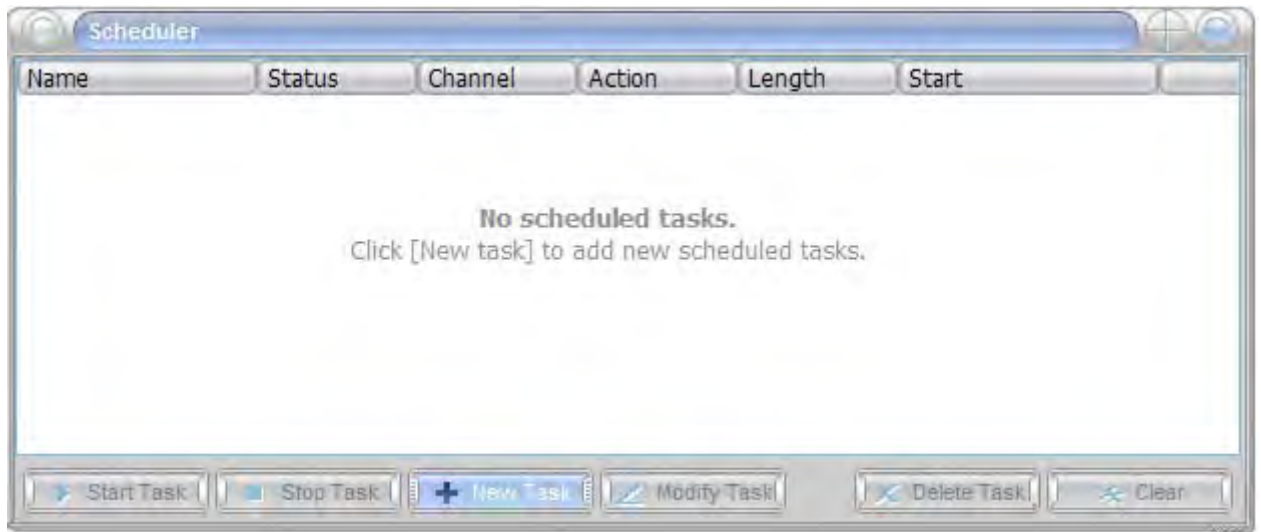 Scheduler
Name Status Channel Action Length Start
No scheduled tasks.
Click [New task] to add new scheduled tasks.
Start Task Stop Task New Task Modify Task Delete Task Clear